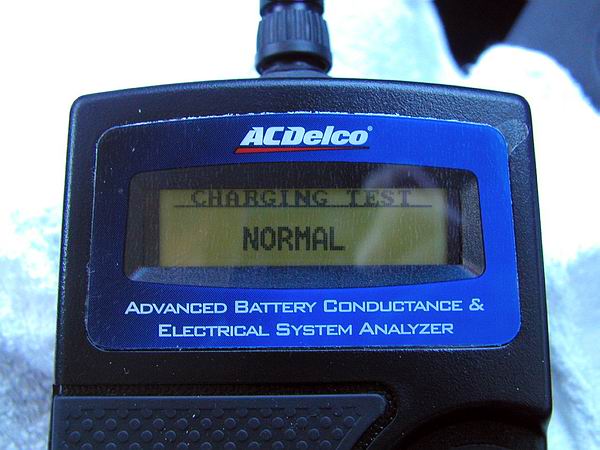 ACDelco®
CHARGING TEST
NORMAL
ADVANCED BATTERY CONDUCTANCE &
ELECTRICAL SYSTEM ANALYZER